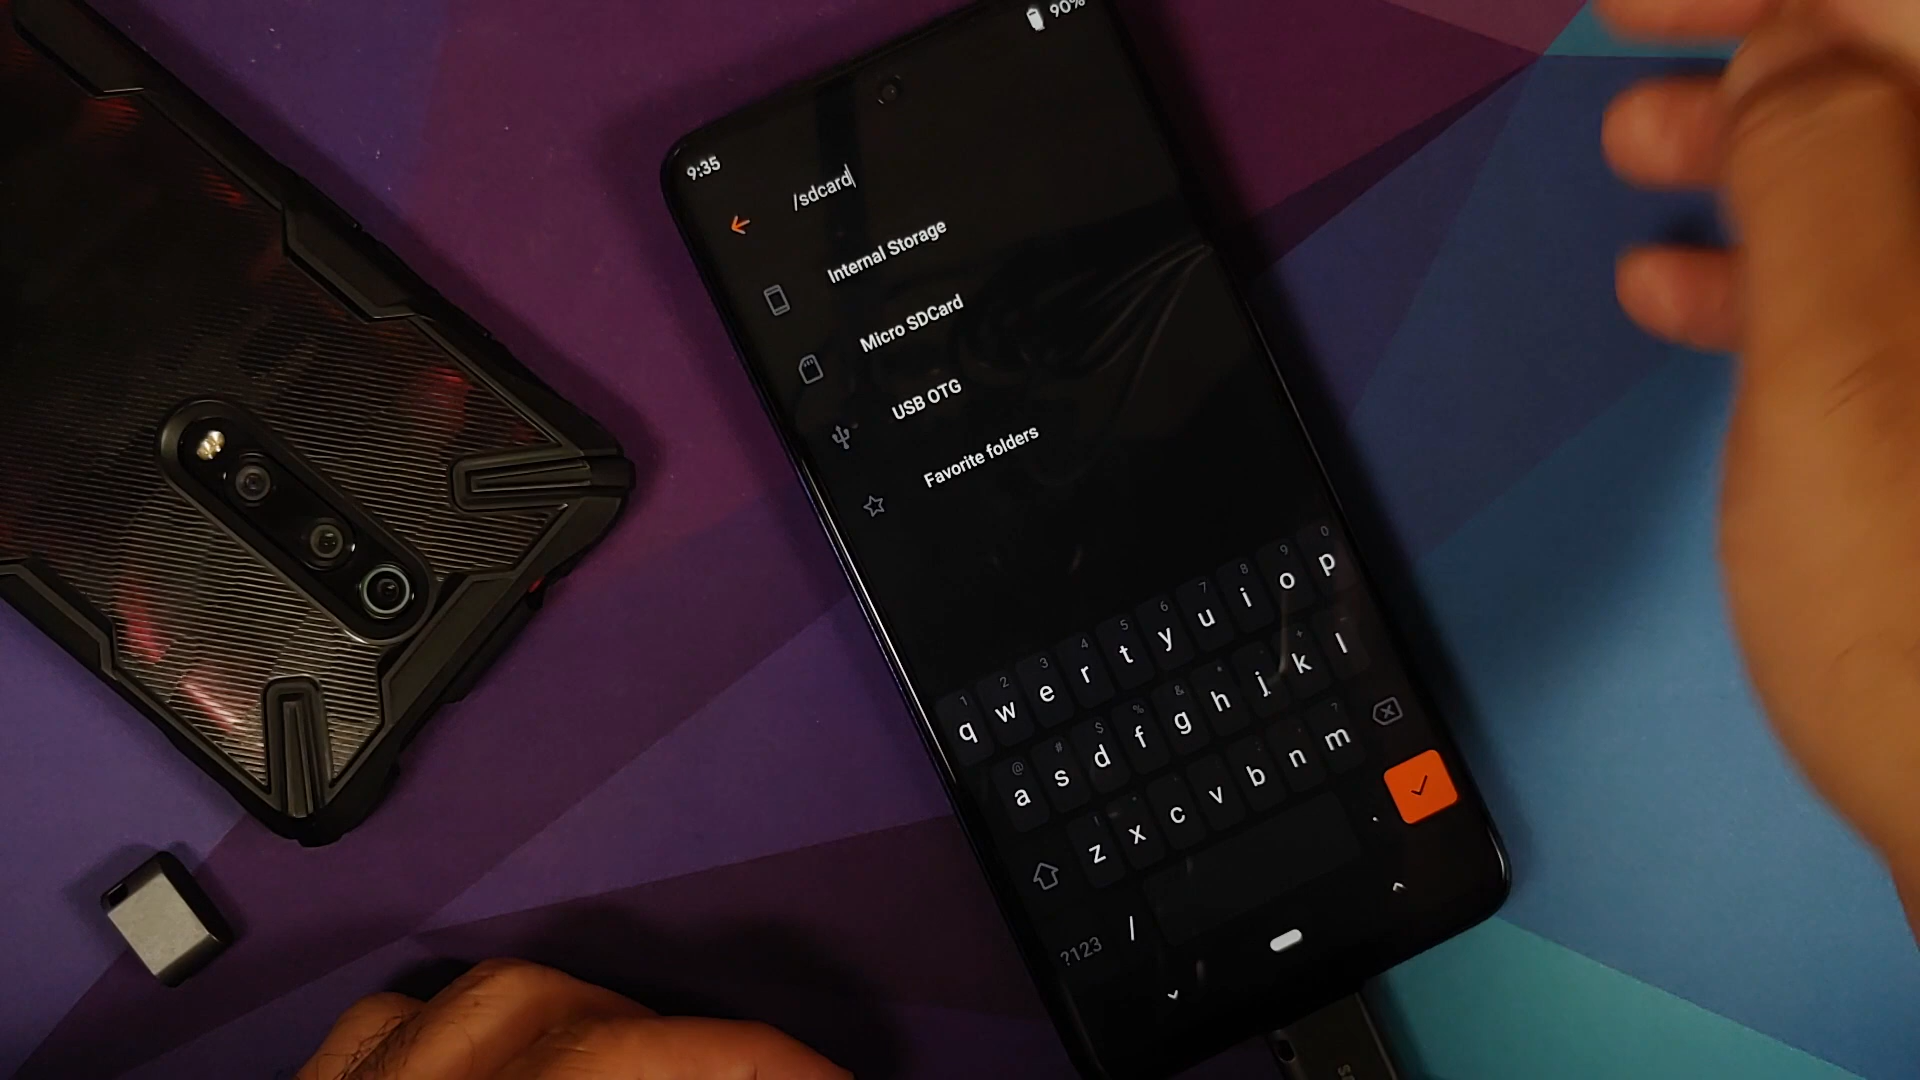 90%
9:35
/sdcard
Internal Storage
Micro SDCard
USB OTG
Favorite folders
1 2 3 4 5 6 7 8 9 0
q w e r t y u i o p
@ # $ % &
a s d f g h j k l
z x c v b n m
?123 / .